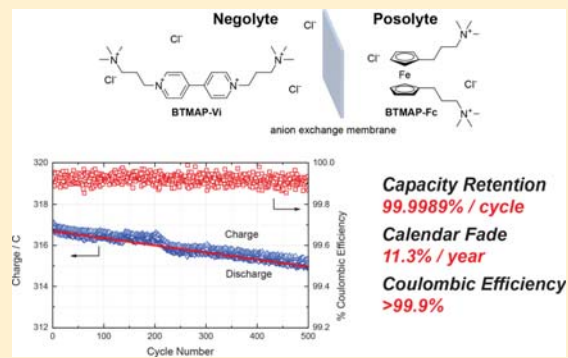 Negolyte
Posolyte
Cl⁻
Cl⁻
Cl⁻
Cl⁻
N⁺
N⁺
N⁺
N⁺
BTMAP-Vi
Cl⁻
Cl⁻
Fe
N⁺
N⁺
BTMAP-Fc
anion exchange membrane
320
318
316
314
312
Charge / C
100.0
99.8
99.6
99.4
99.2
% Coulombic Efficiency
Charge
Discharge
0
100
200
300
400
500
Cycle Number
Capacity Retention
99.9989% / cycle
Calendar Fade
11.3% / year
Coulombic Efficiency
>99.9%